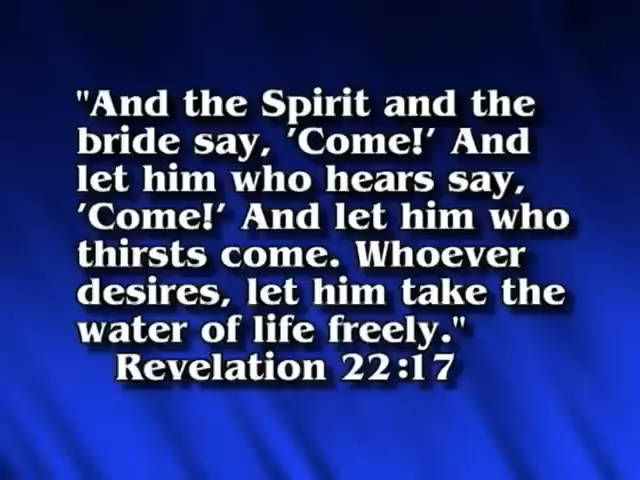 "And the Spirit and the
bride say, 'Come!' And
let him who hears say,
'Come!' And let him who
thirsts come. Whoever
desires, let him take the
water of life freely."
Revelation 22:17